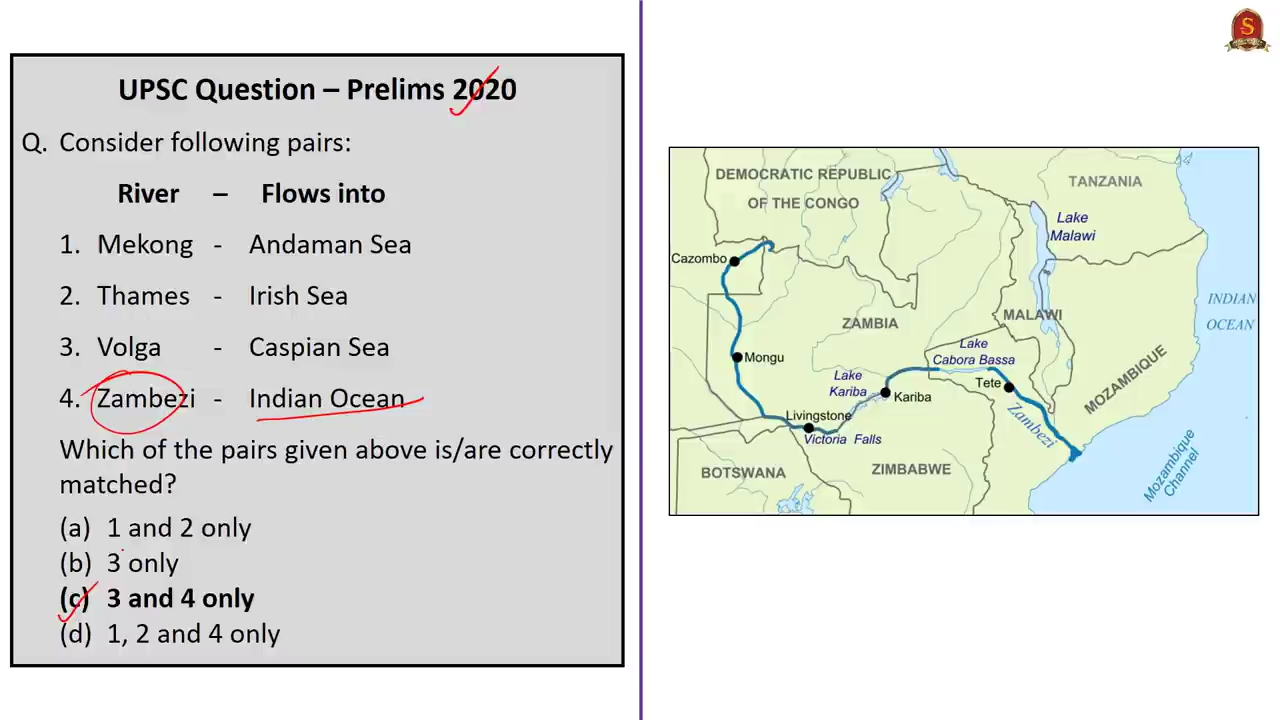 UPSC Question – Prelims 2020
Q. Consider following pairs:
River – Flows into
1. Mekong - Andaman Sea
2. Thames - Irish Sea
3. Volga - Caspian Sea
4. Zambezi - Indian Ocean
Which of the pairs given above is/are correctly
matched?
(a) 1 and 2 only
(b) 3 only
(c) 3 and 4 only
(d) 1, 2 and 4 only
S
DEMOCRATIC REPUBLIC
OF THE CONGO
TANZANIA
Lake
Malawi
Cazombo
INDIAN
OCEAN
ZAMBIA
MALAWI
Lake
Cabora Bassa
Mongu
Lake
Kariba
Kariba
Tete
MOZAMBIQUE
Livingstone
Victoria Falls
Zambezi
BOTSWANA
ZIMBABWE
Mozambique
Channel